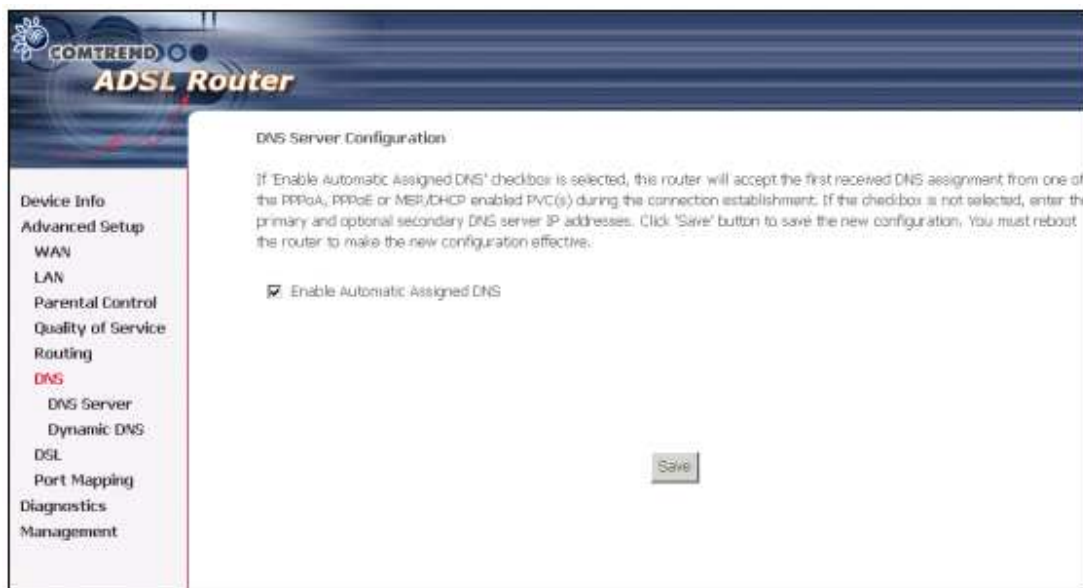 COMTREND
ADSL Router
Device Info
Advanced Setup
WAN
LAN
Parental Control
Quality of Service
Routing
DNS
DNS Server
Dynamic DNS
DSL
Port Mapping
Diagnostics
Management
DNS Server Configuration
If 'Enable Automatic Assigned DNS' checkbox is selected, this router will accept the first received DNS assignment from one of
the PPPoA, PPPoE or MER/DHCP enabled PVC(s) during the connection establishment. If the checkbox is not selected, enter the
primary and optional secondary DNS server IP addresses. Click 'Save' button to save the new configuration. You must reboot
the router to make the new configuration effective.
Enable Automatic Assigned DNS
Save